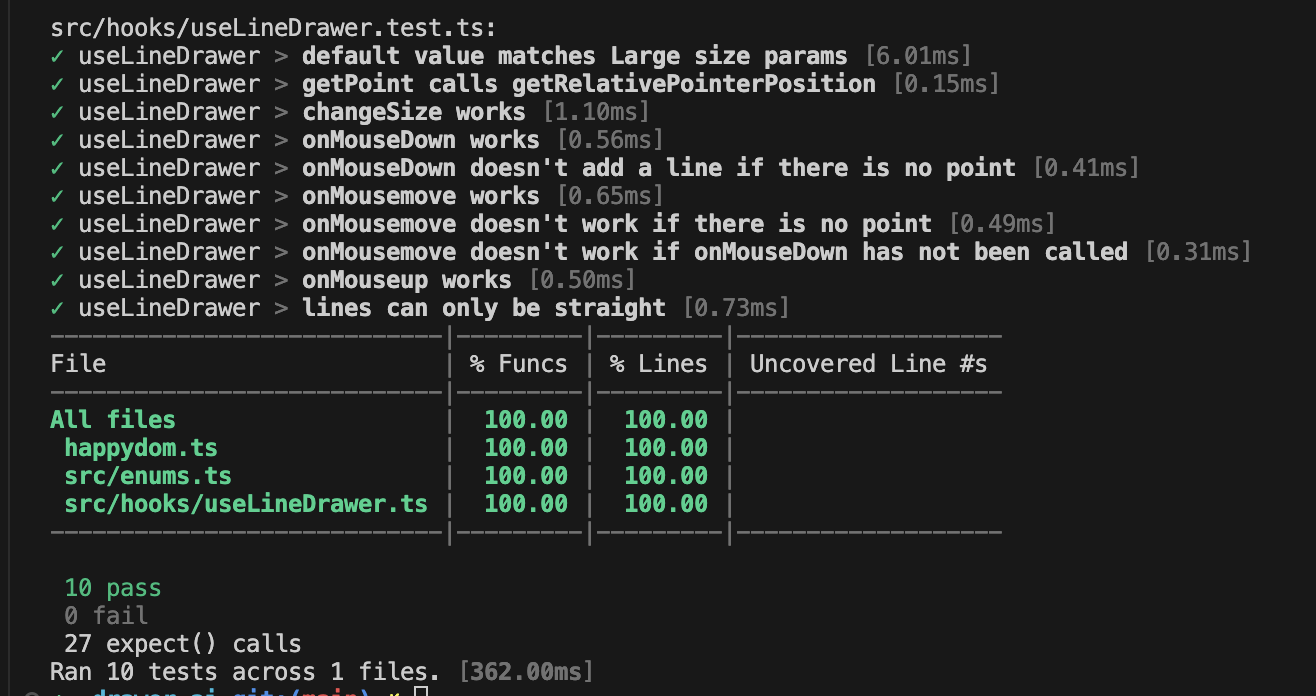 src/hooks/useLineDrawer.test.ts:
✓ useLineDrawer > default value matches Large size params [6.01ms]
✓ useLineDrawer > getPoint calls getRelativePointerPosition [0.15ms]
✓ useLineDrawer > changeSize works [1.10ms]
✓ useLineDrawer > onMouseDown works [0.56ms]
✓ useLineDrawer > onMouseDown doesn't add a line if there is no point [0.41ms]
✓ useLineDrawer > onMousemove works [0.65ms]
✓ useLineDrawer > onMousemove doesn't work if there is no point [0.49ms]
✓ useLineDrawer > onMousemove doesn't work if onMouseDown has not been called [0.31ms]
✓ useLineDrawer > onMouseup works [0.50ms]
✓ useLineDrawer > lines can only be straight [0.73ms]
File | % Funcs | % Lines | Uncovered Line #s
All files | 100.00 | 100.00 |
happydom.ts | 100.00 | 100.00 |
src/enums.ts | 100.00 | 100.00 |
src/hooks/useLineDrawer.ts | 100.00 | 100.00 |
10 pass
0 fail
27 expect() calls
Ran 10 tests across 1 files. [362.00ms]